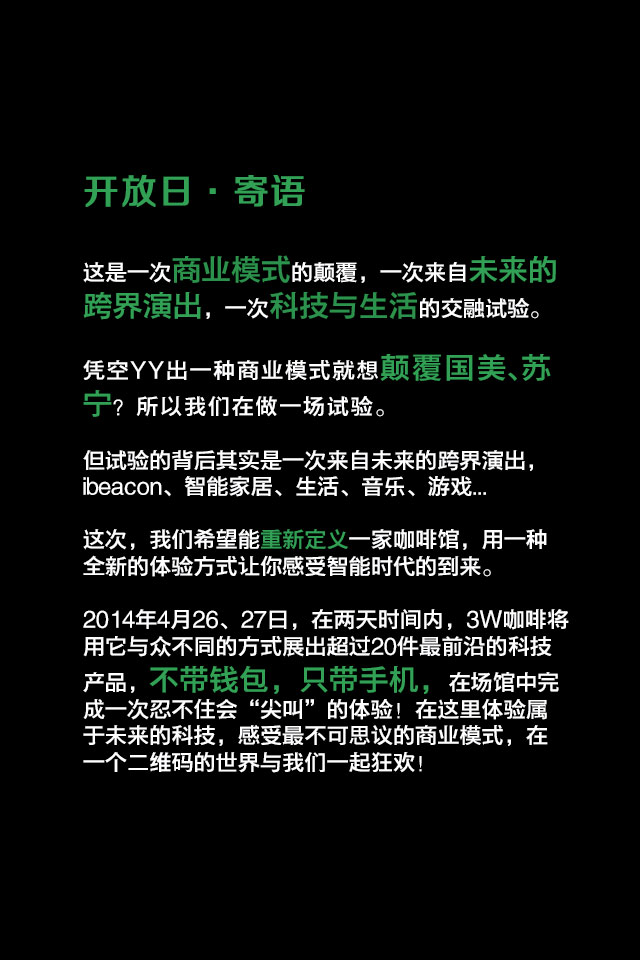 开放日·寄语
这是一次商业模式的颠覆，一次来自未来的
跨界演出，一次科技与生活的交融试验。
凭空YY出一种商业模式就想颠覆国美、苏
宁？所以我们在做一场试验。
但试验的背后其实是一次来自未来的跨界演出，
ibeacon、智能家居、生活、音乐、游戏...
这次，我们希望能重新定义一家咖啡馆，用一种
全新的体验方式让你感受智能时代的到来。
2014年4月26、27日，在两天时间内，3W咖啡将
用它与众不同的方式展出超过20件最前沿的科技
产品，不带钱包，只带手机，在场馆中完
成一次忍不住会“尖叫”的体验！在这里体验属
于未来的科技，感受最不可思议的商业模式，在
一个二维码的世界与我们一起狂欢！